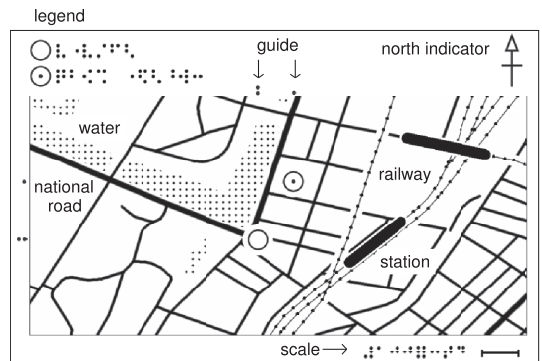 legend
guide
north indicator
water
national
road
railway
station
scale